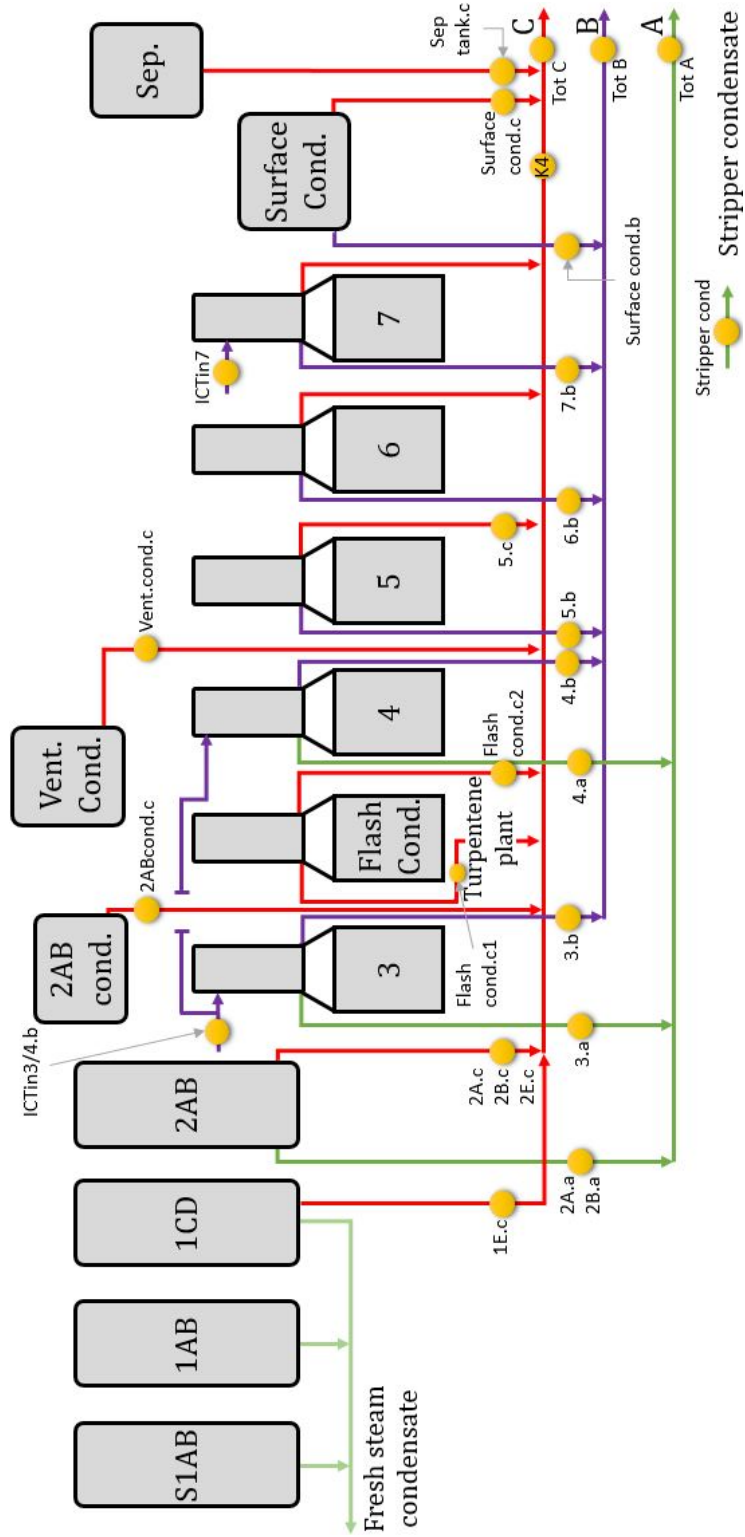 Sep.
Sep
tank.c
C
Tot C
B
Tot B
A
Tot A
Surface
Cond.
Surface
cond.c
K4
Surface cond.b
Stripper cond
Stripper condensate
ICTin7
7
7.b
6
6.b
5
5.c
5.b
Vent.
Cond.
Vent.cond.c
4
4.b
4.a
Flash
Cond.
Flash
cond.c2
Turpentene
plant
Flash
cond.c1
2AB
cond.
2ABcond.c
3
3.b
3.a
ICTin3/4.b
2AB
2A.c
2B.c
2E.c
2A.a
2B.a
1CD
1E.c
1AB
S1AB
Fresh steam
condensate